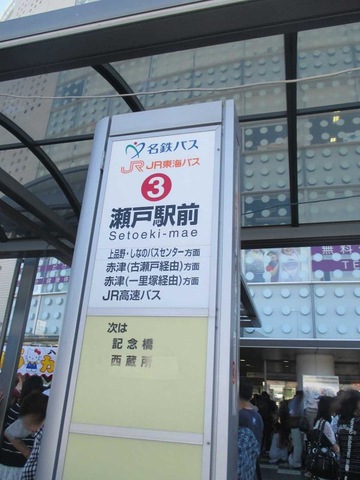 名鉄バス
JR JR東海バス
3
瀬戸駅前
Setoeki-mae
上品野・しなのバスセンター方面
赤津(古瀬戸経由)方面
赤津(一里塚経由)方面
JR高速バス
次は
記念橋
西蔵所